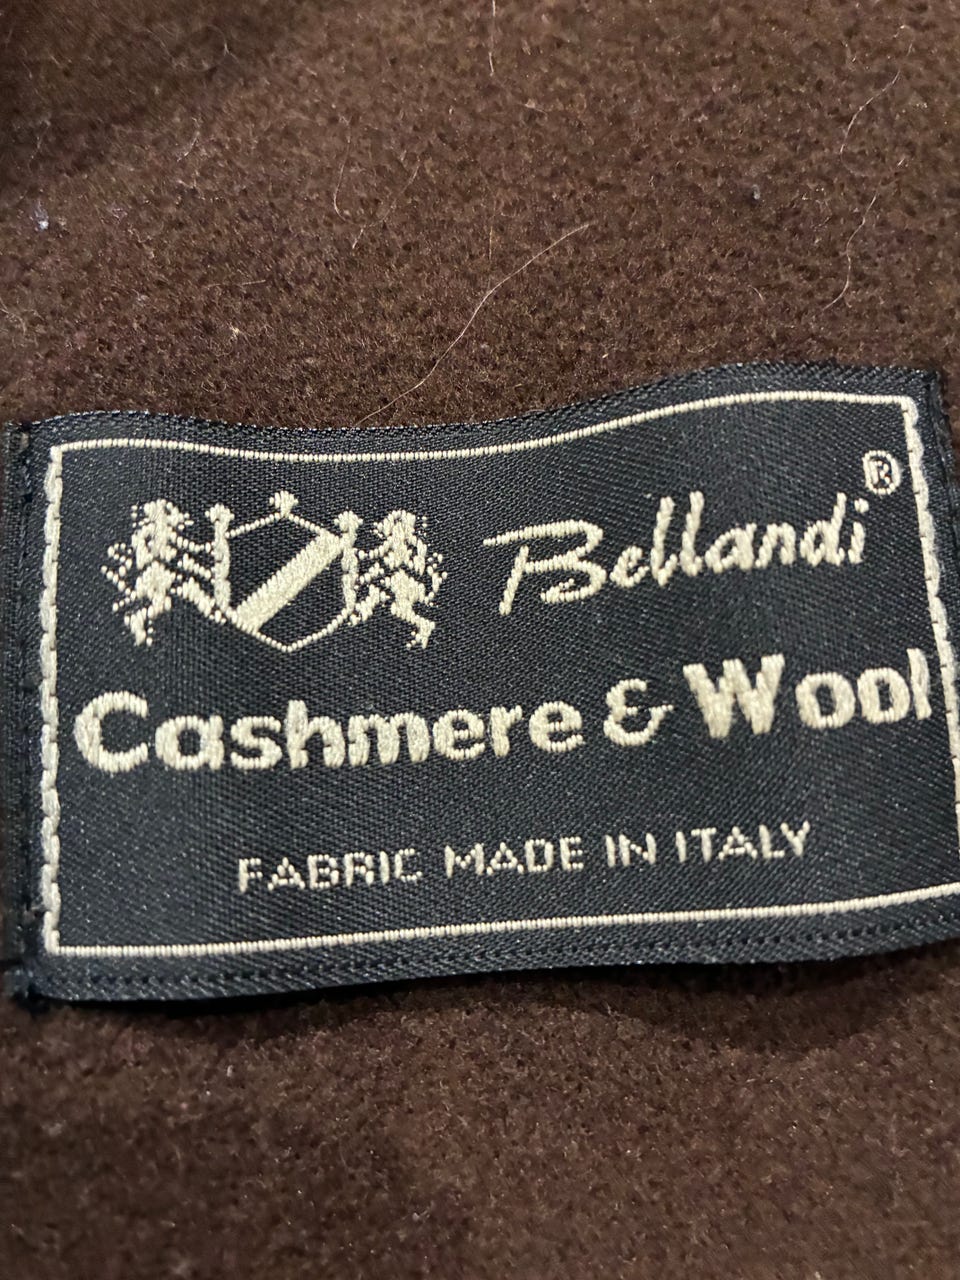 Bellandi®
Cashmere & Wool
FABRIC MADE IN ITALY